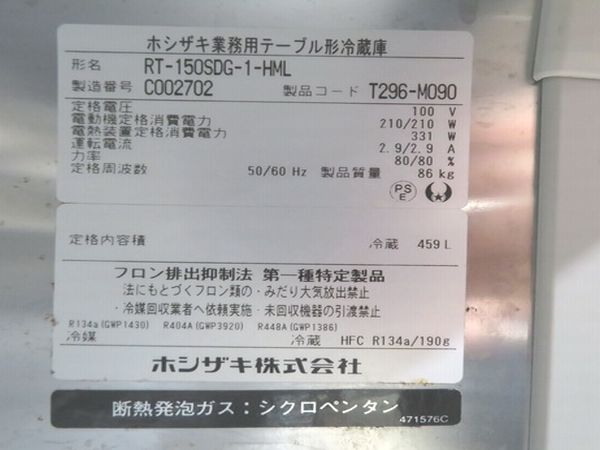 ホシザキ業務用テーブル形冷蔵庫
形名 RT-150SDG-1-HML
製造番号 C002702 製品コード T296-M090
定格電圧 100 V
電動機定格消費電力 210/210 W
電熱装置定格消費電力 331 W
運転電流 2.9/2.9 A
力率 80/80 %
定格周波数 50/60 Hz 製品質量 86 kg
PS E
定格内容積 冷蔵 459 L
フロン排出抑制法 第一種特定製品
法にもとづくフロン類の・みだり大気放出禁止
・冷媒回収業者へ依頼実施・未回収機器の引渡禁止
R134a(GWP1430) R404A(GWP3920) R448A(GWP1386)
冷媒 冷蔵 HFC R134a/190g
ホシザキ株式会社
断熱発泡ガス：シクロペンタン
471576C